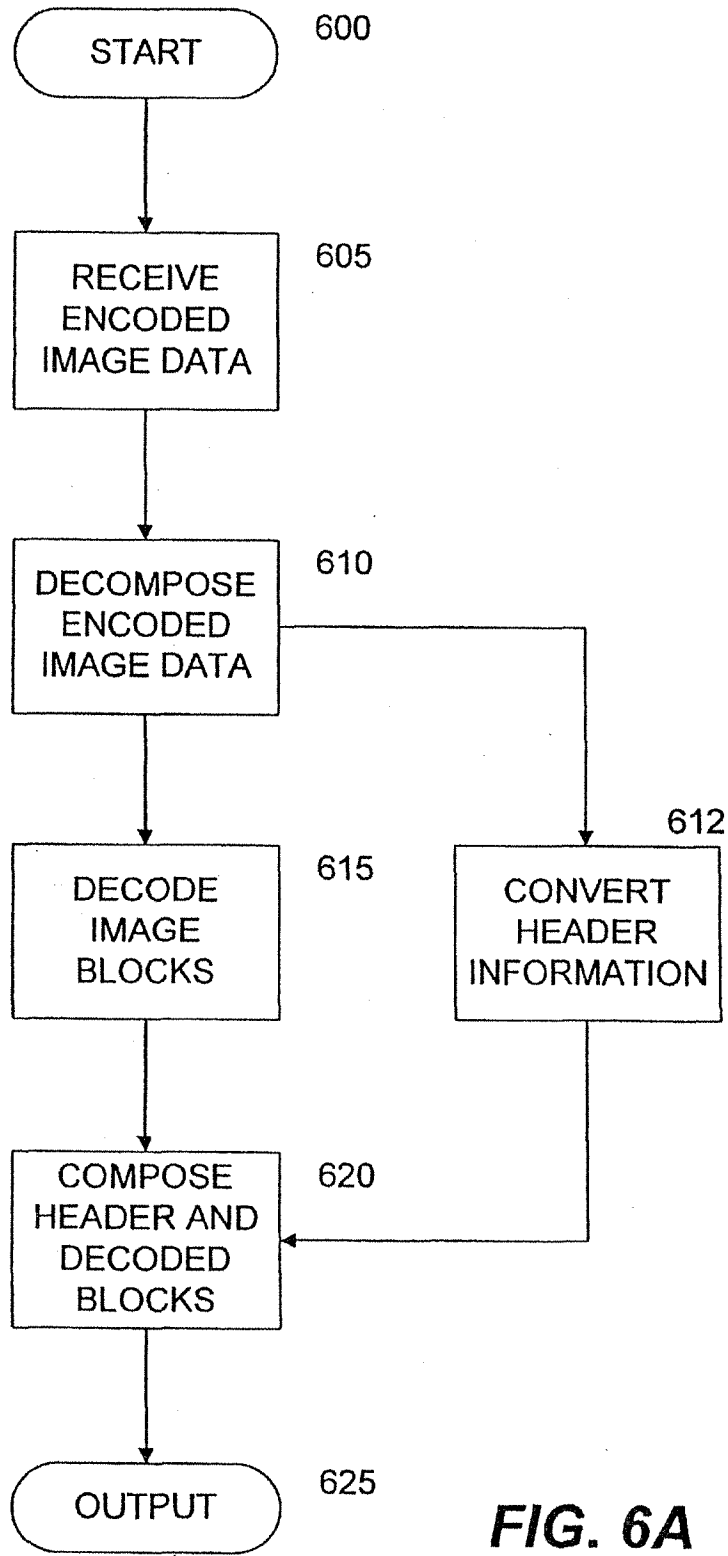 START
600
RECEIVE
ENCODED
IMAGE DATA
605
DECOMPOSE
ENCODED
IMAGE DATA
610
DECODE
IMAGE
BLOCKS
615
612
CONVERT
HEADER
INFORMATION
COMPOSE
HEADER AND
DECODED
BLOCKS
620
OUTPUT
625
FIG. 6A